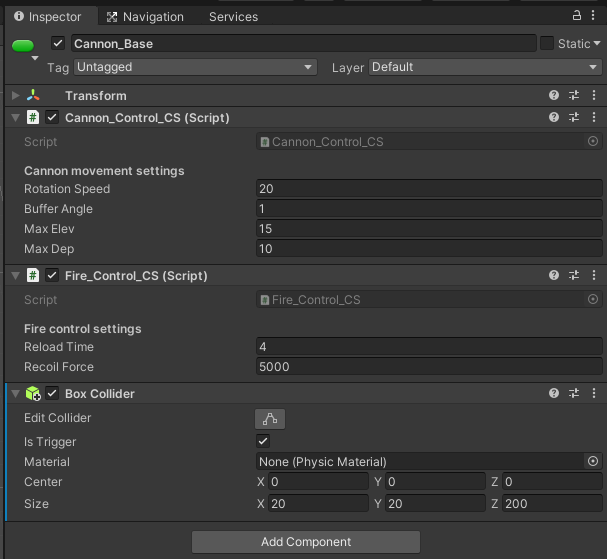 Inspector Navigation Services
Cannon_Base Static
Tag Untagged Layer Default
Transform
Cannon_Control_CS (Script)
Script Cannon_Control_CS
Cannon movement settings
Rotation Speed 20
Buffer Angle 1
Max Elev 15
Max Dep 10
Fire_Control_CS (Script)
Script Fire_Control_CS
Fire control settings
Reload Time 4
Recoil Force 5000
Box Collider
Edit Collider
Is Trigger
Material None (Physic Material)
Center X 0 Y 0 Z 0
Size X 20 Y 20 Z 200
Add Component